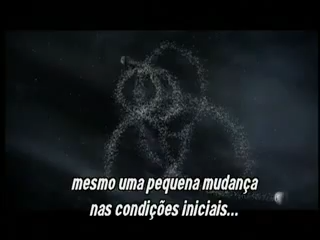 mesmo uma pequena mudança
nas condições iniciais...